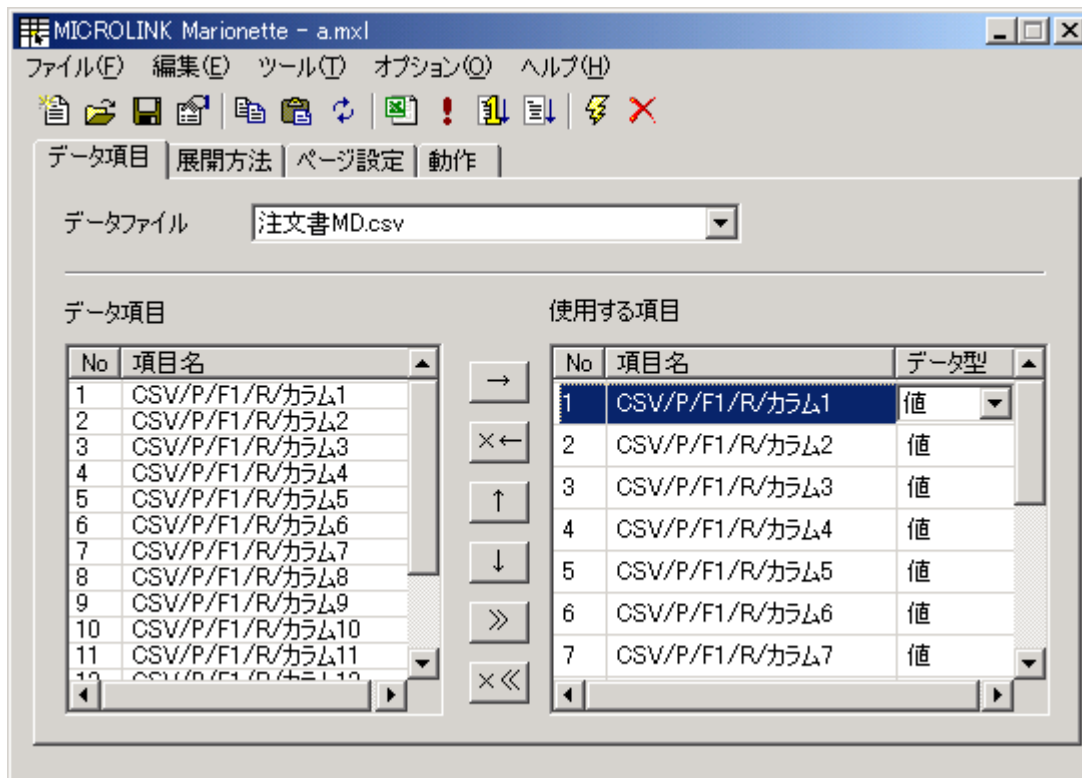 MICROLINK Marionette - a.mxl
ファイル(F) 編集(E) ツール(T) オプション(O) ヘルプ(H)
データ項目 展開方法 ページ設定 動作
データファイル 注文書MD.csv
データ項目
No 項目名
1 CSV/P/F1/R/カラム1
2 CSV/P/F1/R/カラム2
3 CSV/P/F1/R/カラム3
4 CSV/P/F1/R/カラム4
5 CSV/P/F1/R/カラム5
6 CSV/P/F1/R/カラム6
7 CSV/P/F1/R/カラム7
8 CSV/P/F1/R/カラム8
9 CSV/P/F1/R/カラム9
10 CSV/P/F1/R/カラム10
11 CSV/P/F1/R/カラム11
12 CSV/P/F1/R/カラム12
→
×←
↑
↓
≫
×≪
使用する項目
No 項目名 データ型
1 CSV/P/F1/R/カラム1 値
2 CSV/P/F1/R/カラム2 値
3 CSV/P/F1/R/カラム3 値
4 CSV/P/F1/R/カラム4 値
5 CSV/P/F1/R/カラム5 値
6 CSV/P/F1/R/カラム6 値
7 CSV/P/F1/R/カラム7 値